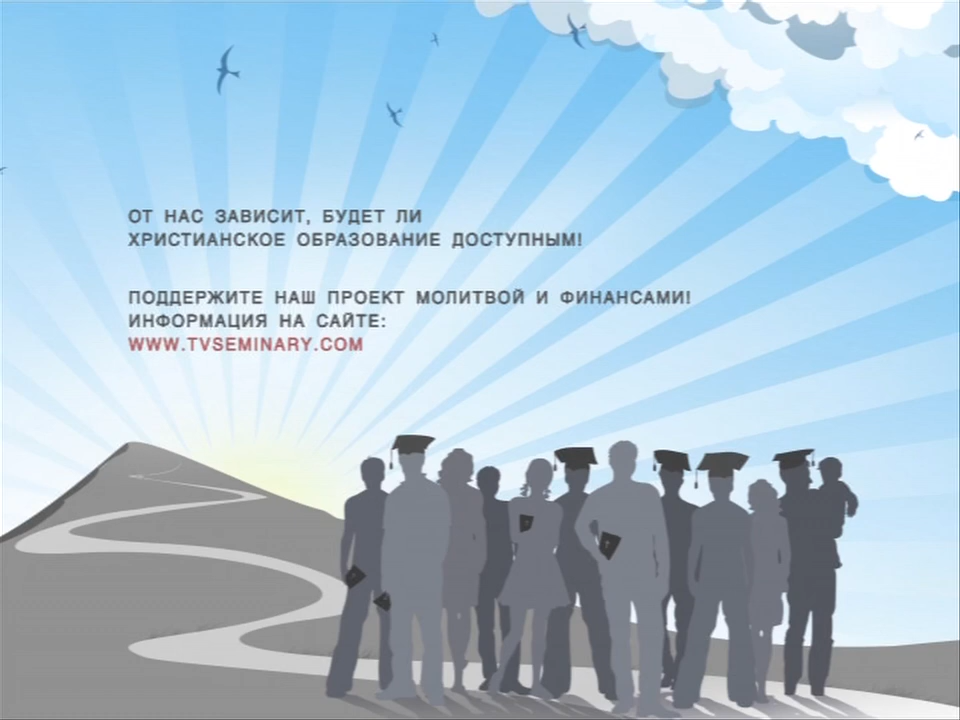 ОТ НАС ЗАВИСИТ, БУДЕТ ЛИ
ХРИСТИАНСКОЕ ОБРАЗОВАНИЕ ДОСТУПНЫМ!
ПОДДЕРЖИТЕ НАШ ПРОЕКТ МОЛИТВОЙ И ФИНАНСАМИ!
ИНФОРМАЦИЯ НА САЙТЕ:
WWW.TVSEMINARY.COM